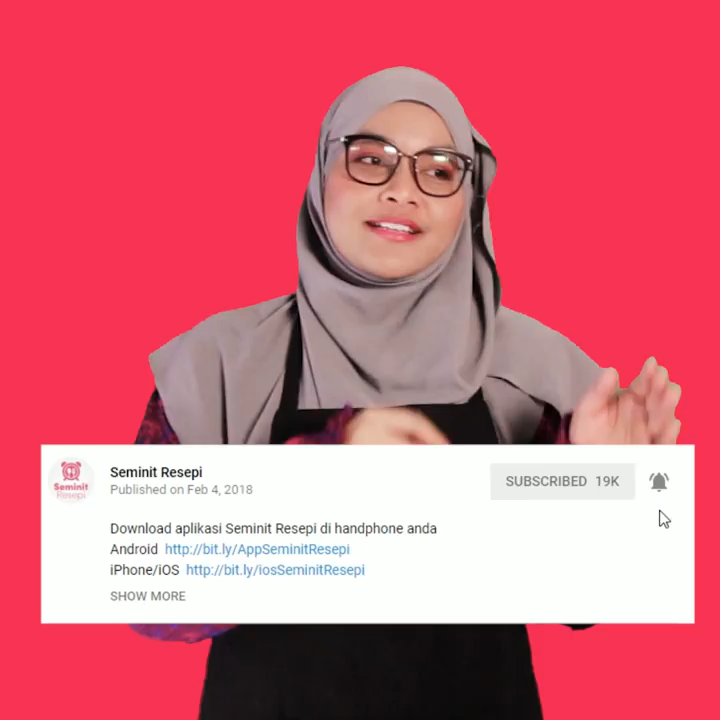 Seminit
Resepi
Seminit Resepi
Published on Feb 4, 2018
SUBSCRIBED 19K
Download aplikasi Seminit Resepi di handphone anda
Android http://bit.ly/AppSeminitResepi
iPhone/iOS http://bit.ly/iosSeminitResepi
SHOW MORE